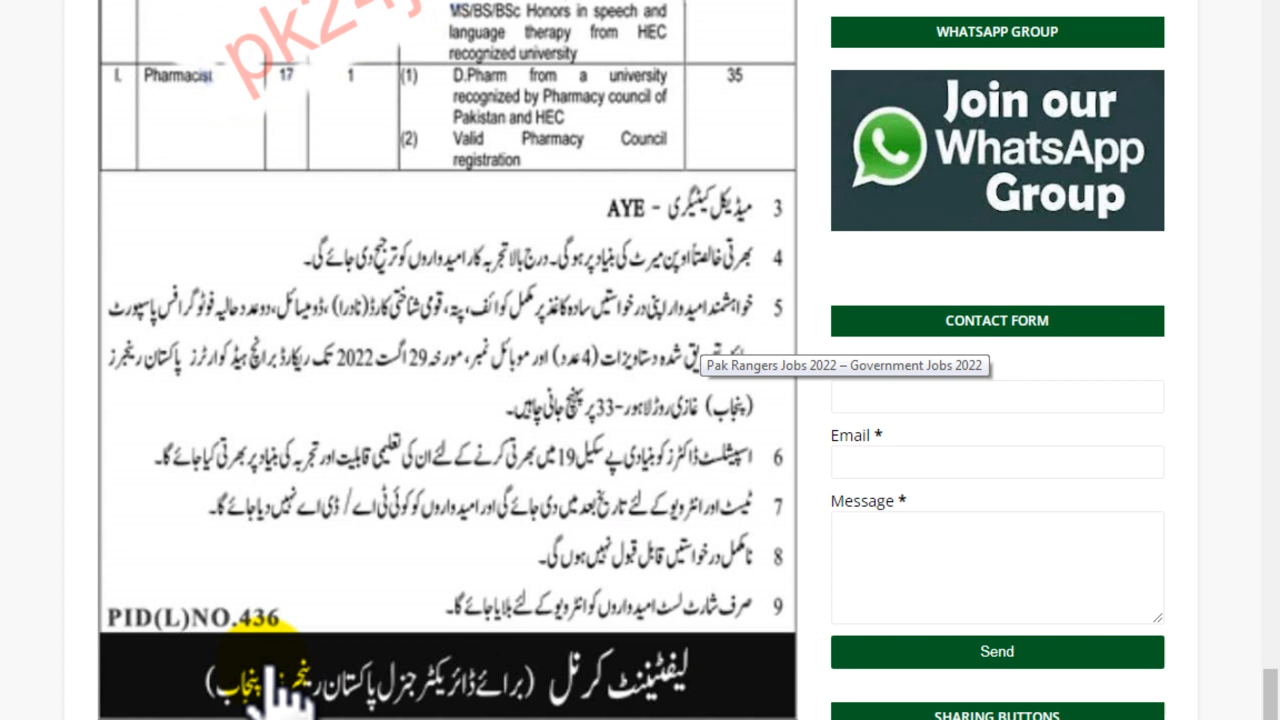 MS/BS/BSc Honors in speech and
language therapy from HEC
recognized university
I. Pharmacist 17 1 (1) D.Pharm from a university 35
recognized by Pharmacy council of
Pakistan and HEC
(2) Valid Pharmacy Council
registration
3 میڈیکل کیٹیگری - AYE
4 بھرتی خالصتاً اوپن میرٹ کی بنیاد پر ہوگی۔ درج بالا تجربہ کار امیدواروں کو ترجیح دی جائے گی۔
5 خواہشمند امیدوار اپنی درخواستیں سادہ کاغذ پر مکمل کوائف، پتہ، قومی شناختی کارڈ (نادرا)، ڈومیسائل، دو عدد حالیہ فوٹوگرافس پاسپورٹ
شدہ دستاویزات (4 عدد) اور موبائل نمبر، مورخہ 29 اگست 2022 تک ریکارڈ برانچ ہیڈ کوارٹرز پاکستان رینجرز
(پنجاب) غازی روڈ لاہور-33 پر پہنچ جانی چاہیں۔
6 اسپیشلسٹ ڈاکٹرز کو بنیادی پے سکیل 19 میں بھرتی کرنے کے لئے ان کی تعلیمی قابلیت اور تجربہ کی بنیاد پر بھرتی کیا جائے گا۔
7 ٹیسٹ اور انٹرویو کے لئے تاریخ بعد میں دی جائے گی اور امیدواروں کو کوئی ٹی اے / ڈی اے نہیں دیا جائے گا۔
8 نامکمل درخواستیں قابل قبول نہیں ہوں گی۔
9 صرف شارٹ لسٹ امیدواروں کو انٹرویو کے لئے بلایا جائے گا۔
PID(L)NO.436
لیفٹیننٹ کرنل (برائے ڈائریکٹر جنرل پاکستان رینجرز پنجاب)
Pak Rangers Jobs 2022 – Government Jobs 2022
WHATSAPP GROUP
Join our
WhatsApp
Group
CONTACT FORM
Email *
Message *
Send
SHARING BUTTONS